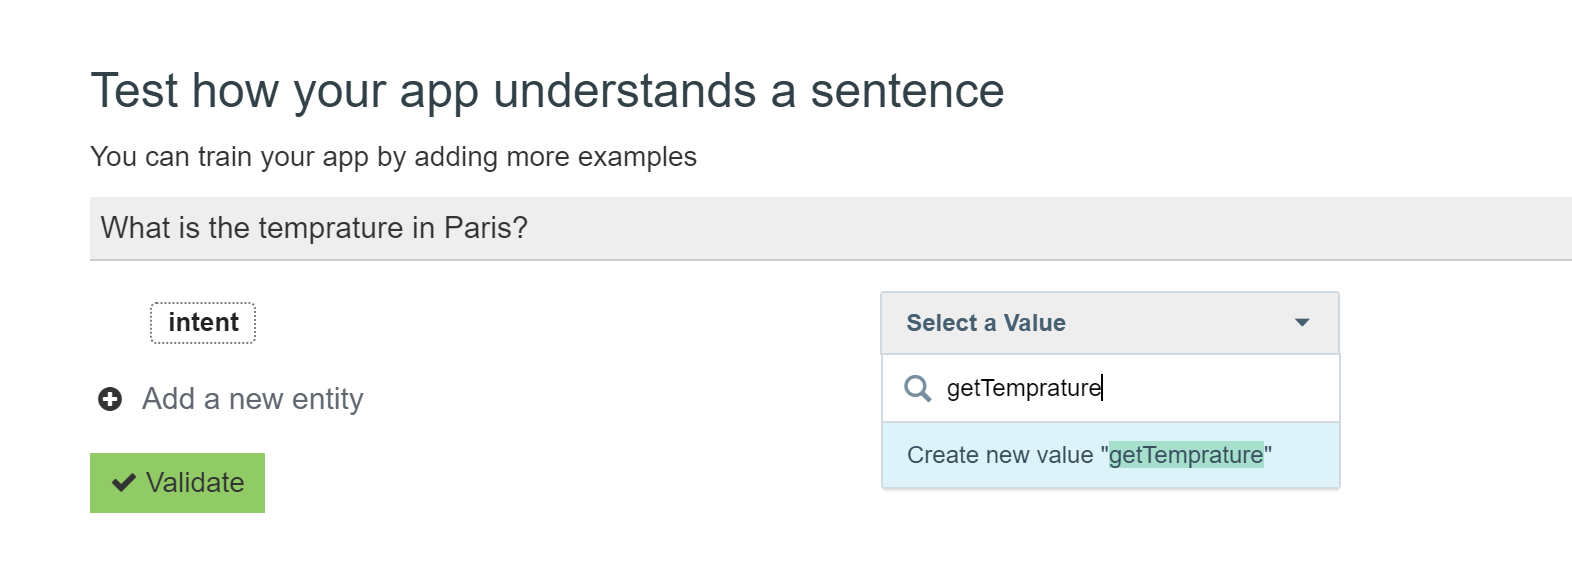 Test how your app understands a sentence
You can train your app by adding more examples
What is the temprature in Paris?
intent
Select a Value
getTemprature
Create new value "getTemprature"
Add a new entity
Validate